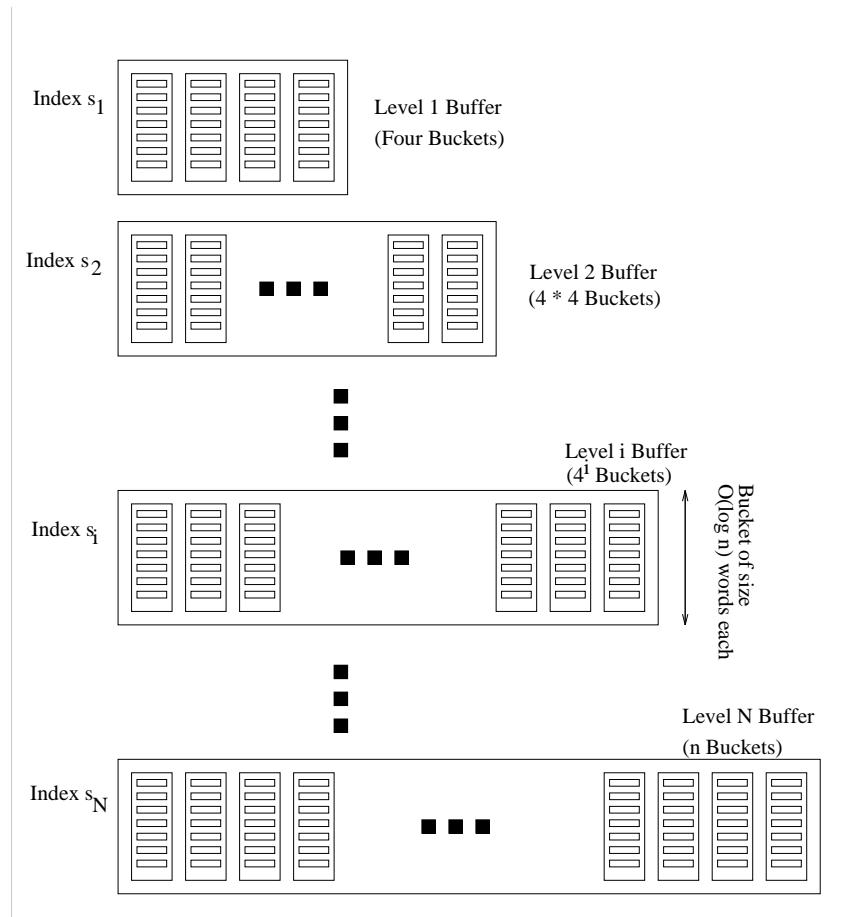 Index s1
Level 1 Buffer
(Four Buckets)
Index s2
Level 2 Buffer
(4 * 4 Buckets)
Level i Buffer
(4^i Buckets)
Index si
Bucket of size
O(log n) words each
Level N Buffer
(n Buckets)
Index sN